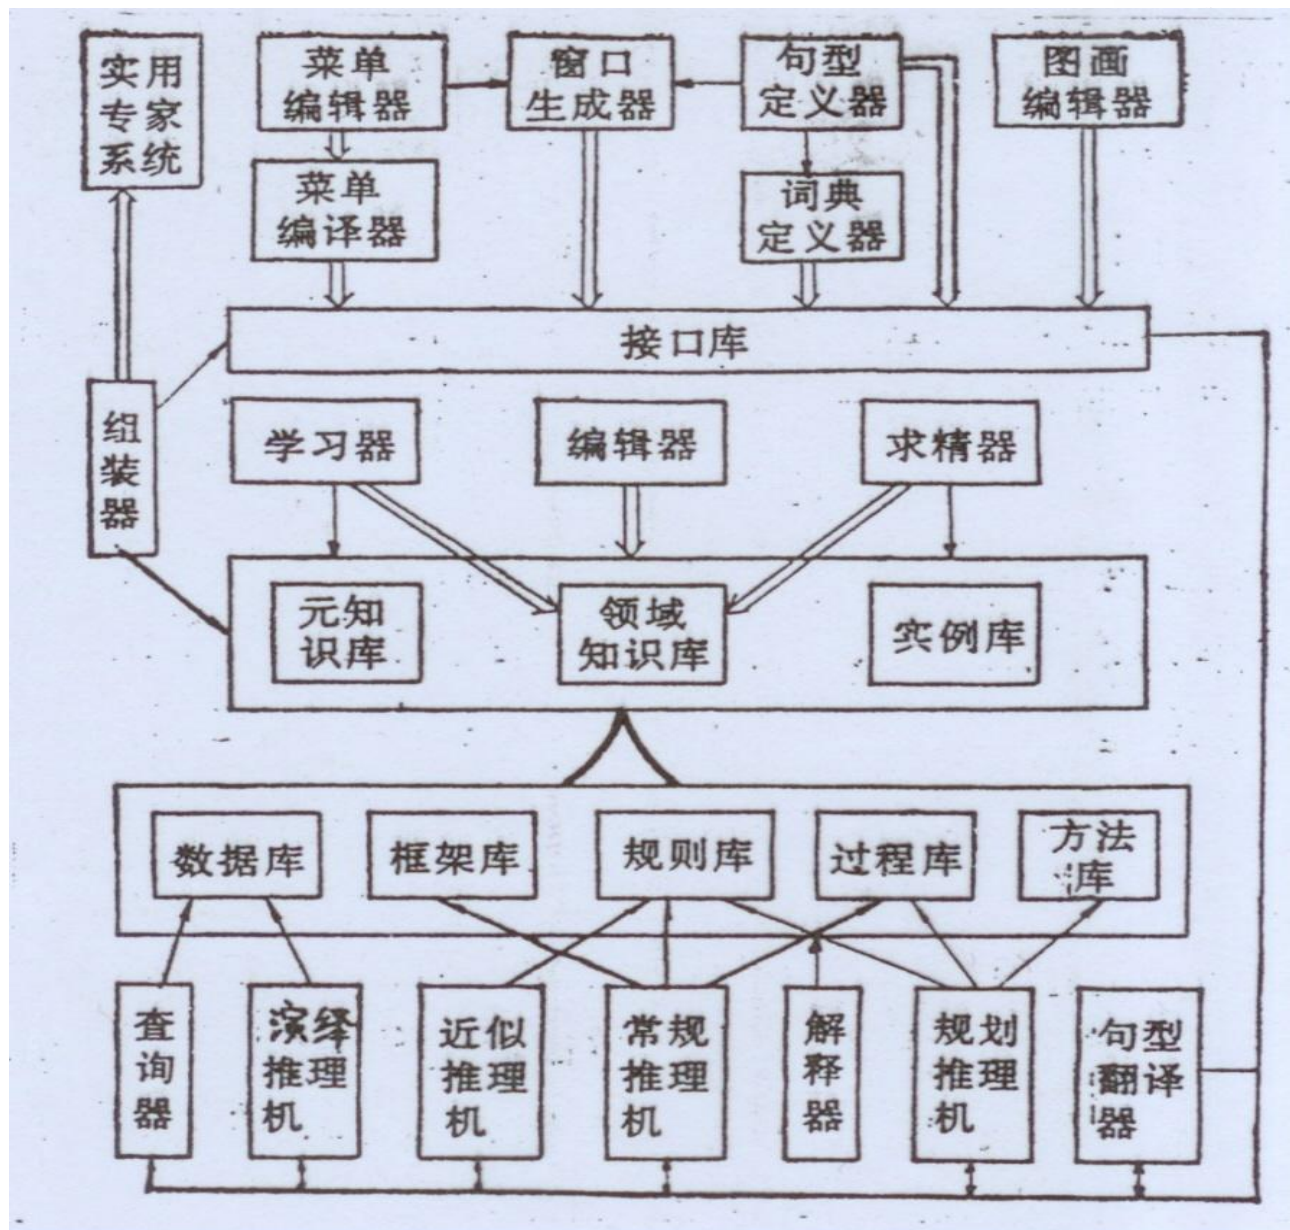 实用
专家
系统
菜单
编辑器
窗口
生成器
句型
定义器
图画
编辑器
菜单
编译器
词典
定义器
接口库
组
装
器
学习器
编辑器
求精器
元知
识库
领域
知识库
实例库
数据库
框架库
规则库
过程库
方法
库
查
询
器
演绎
推理
机
近似
推理
机
常规
推理
机
解
释
器
规划
推理
机
句型
翻译
器